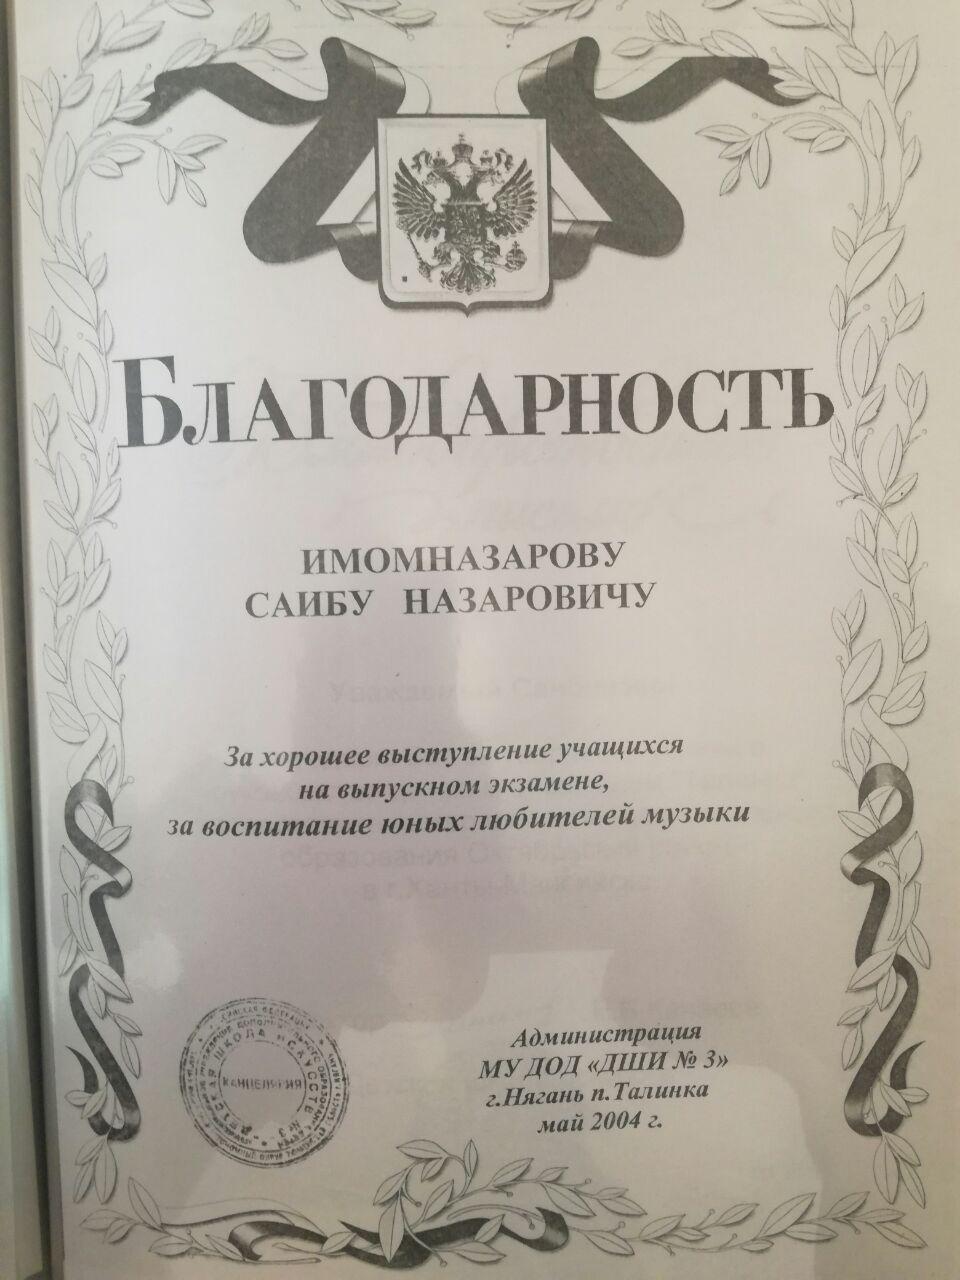 БЛАГОДАРНОСТЬ
ИМОМНАЗАРОВУ
САИБУ НАЗАРОВИЧУ
За хорошее выступление учащихся
на выпускном экзамене,
за воспитание юных любителей музыки
КАНЦЕЛЯРИЯ
Администрация
МУ ДОД «ДШИ № 3»
г.Нягань п.Талинка
май 2004 г.